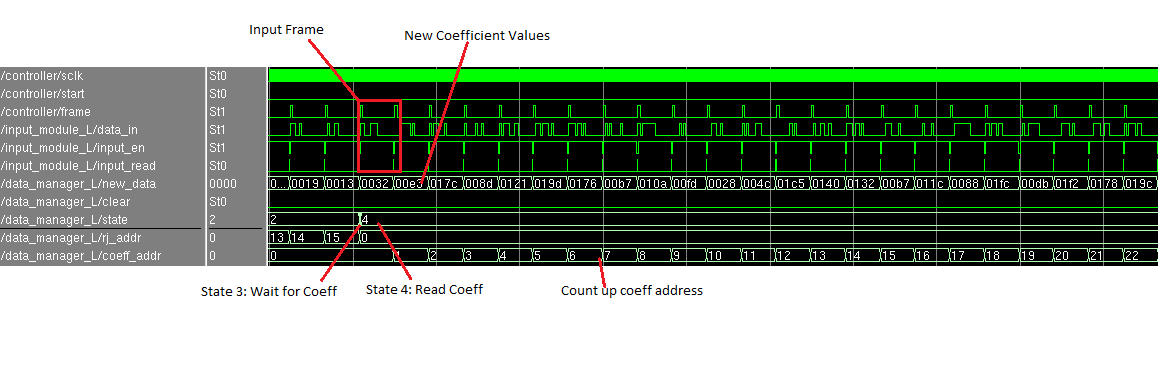 Input Frame
New Coefficient Values
/controller/sclk St0
/controller/start St0
/controller/frame St1
/input_module_L/data_in St1
/input_module_L/input_en St1
/input_module_L/input_read St0
/data_manager_L/new_data 0000 0... 0019 0013 0032 00e3 017c 008d 0121 019d 0176 00b7 010a 00fd 0028 004c 01c5 0140 0132 00b7 011c 0088 01fc 00db 01f2 0178 019c
/data_manager_L/clear St0
/data_manager_L/state 2 2 4
/data_manager_L/rj_addr 0 13 14 15 0
/data_manager_L/coeff_addr 0 0 1 2 3 4 5 6 7 8 9 10 11 12 13 14 15 16 17 18 19 20 21 22
State 3: Wait for Coeff
State 4: Read Coeff
Count up coeff address